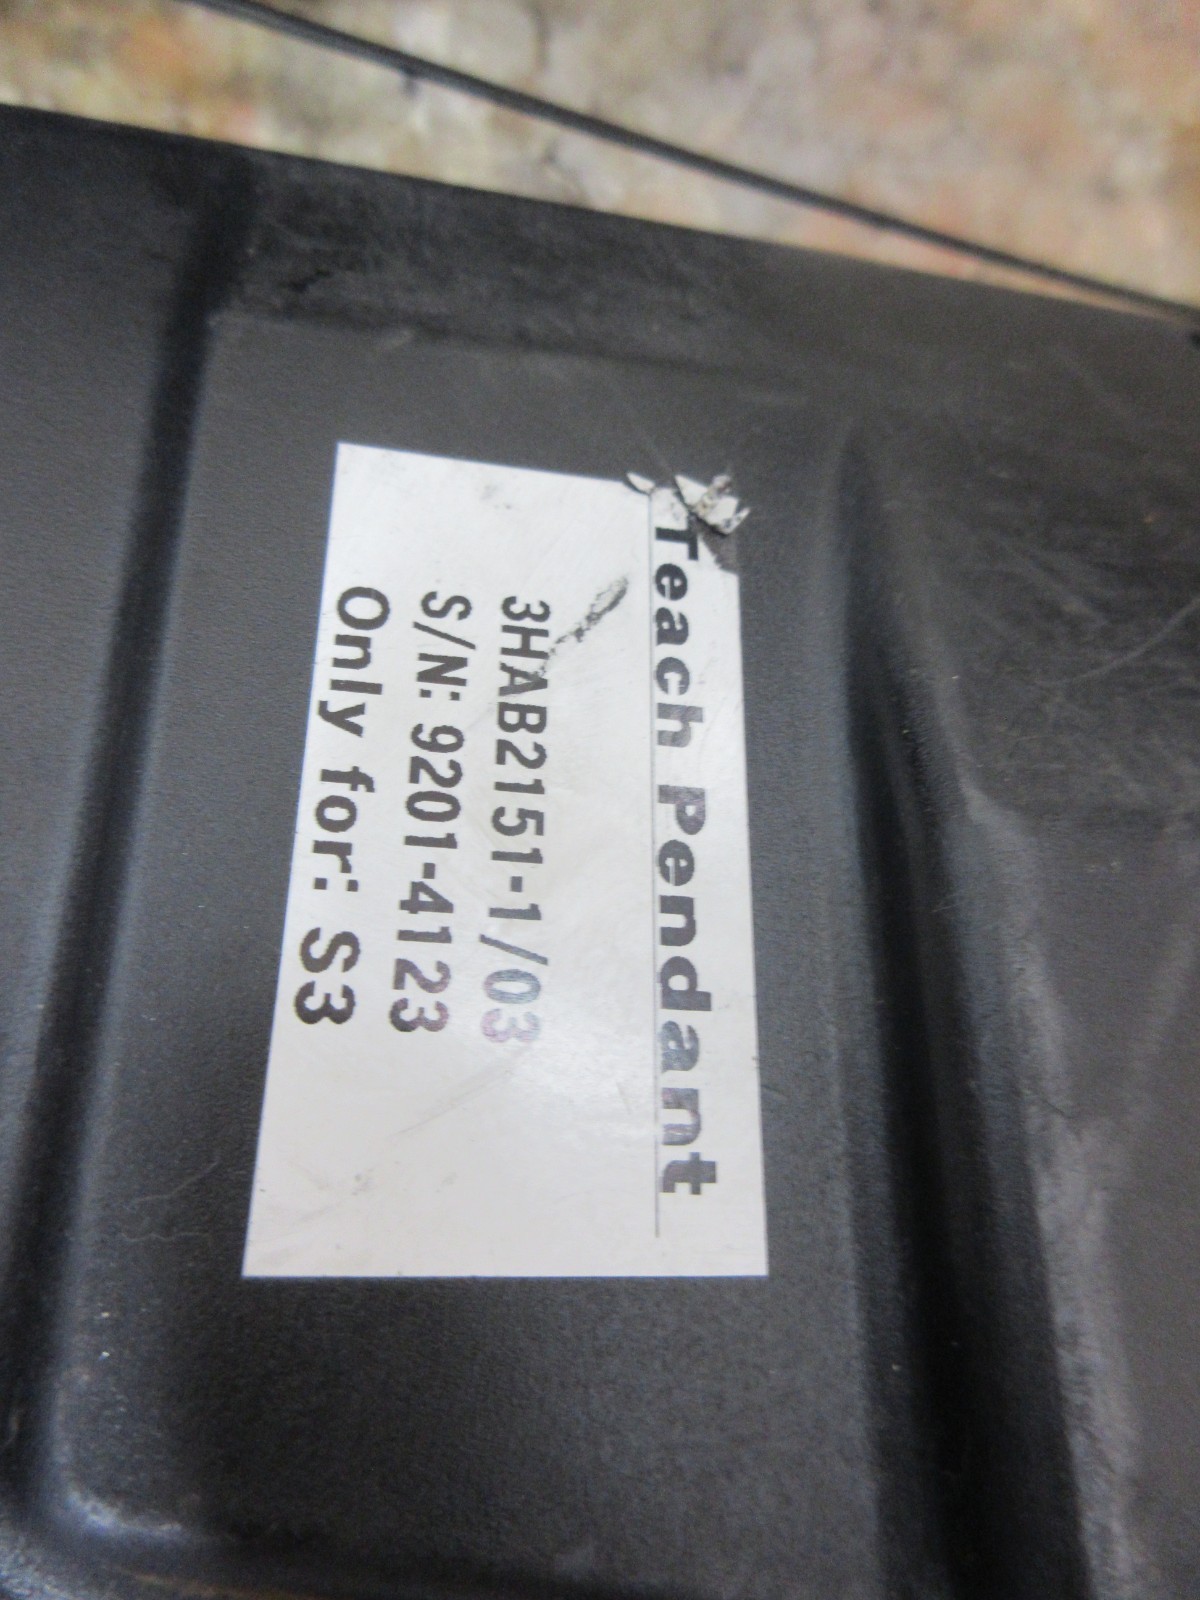 Teach Pendant
3HAB2151-1/03
S/N: 9201-4123
Only for: S3